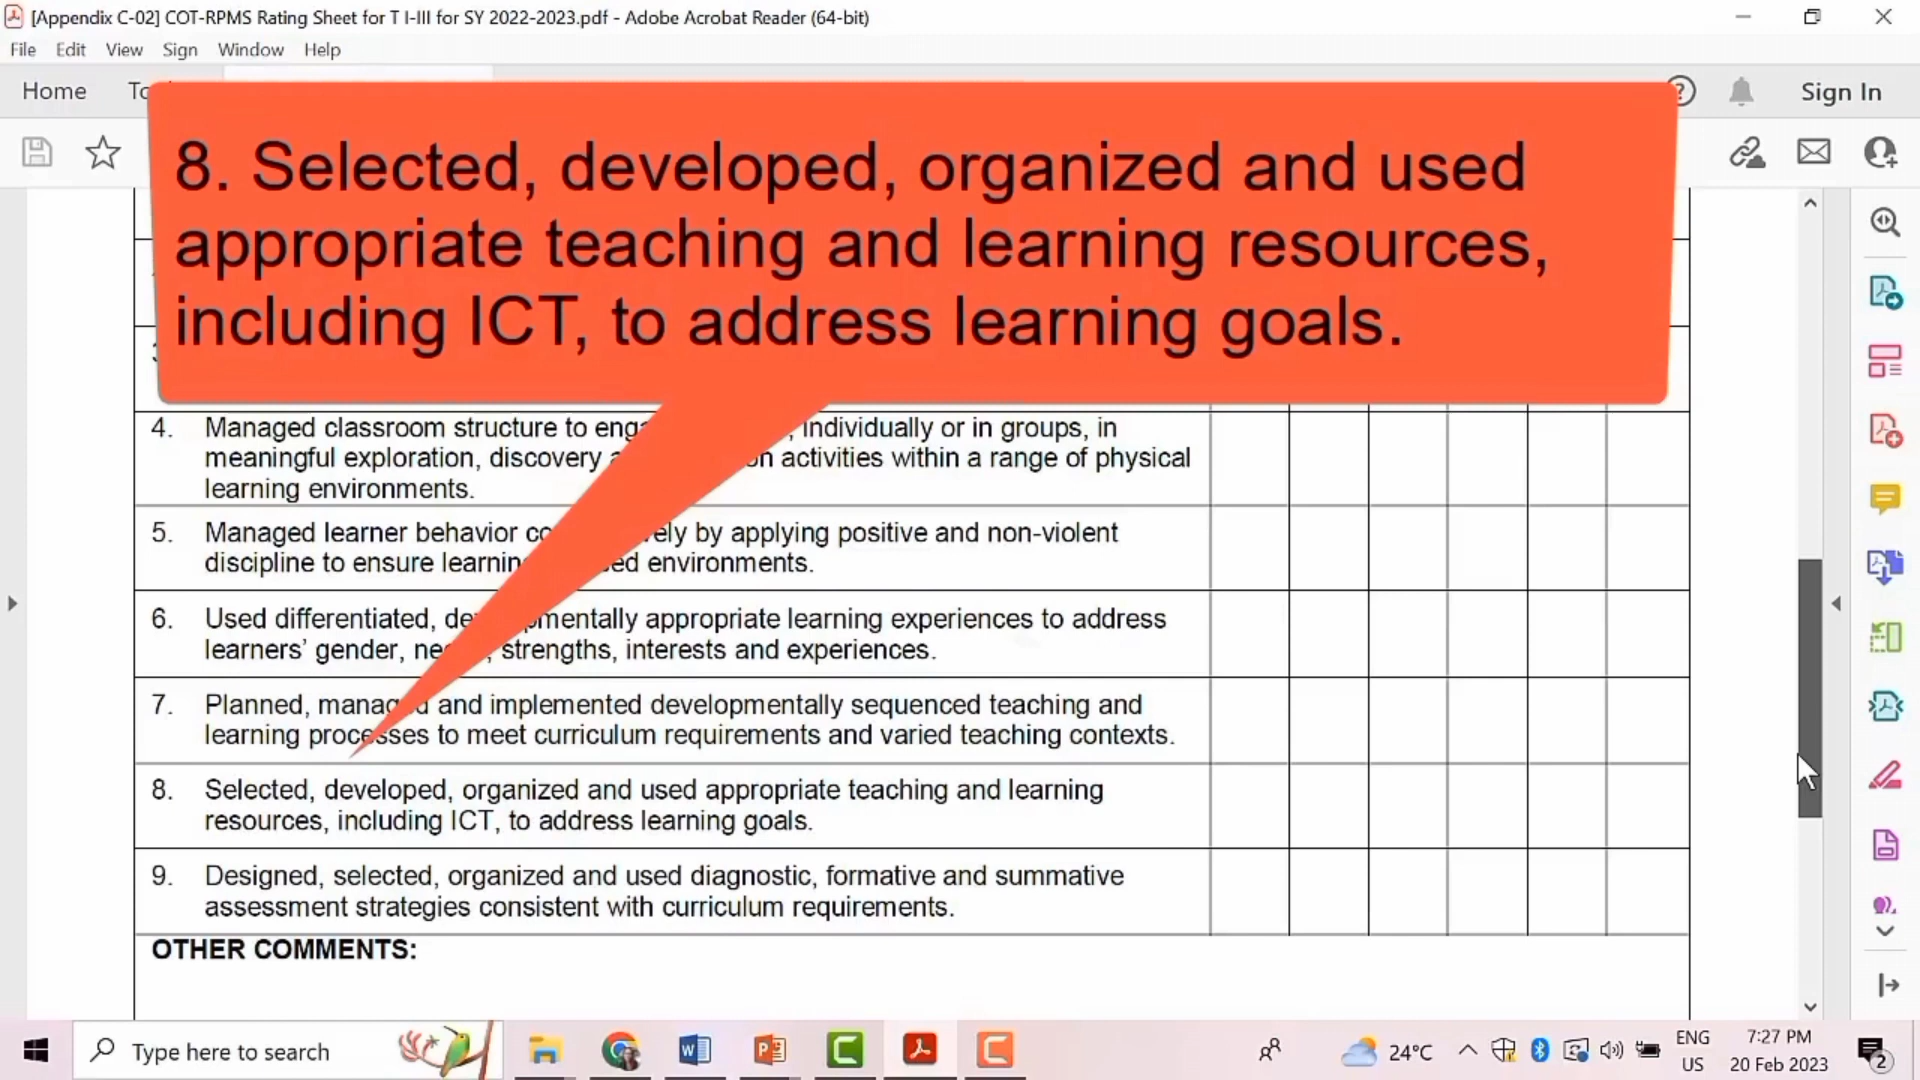 [Appendix C-02] COT-RPMS Rating Sheet for T I-III for SY 2022-2023.pdf - Adobe Acrobat Reader (64-bit)
File Edit View Sign Window Help
Home
Sign In
8. Selected, developed, organized and used
appropriate teaching and learning resources,
including ICT, to address learning goals.
4. Managed classroom structure to individually or in groups, in
meaningful exploration, discovery activities within a range of physical
learning environments.
5. Managed learner behavior by applying positive and non-violent
discipline to ensure environments.
6. Used differentiated, appropriate learning experiences to address
learners' gender, strengths, interests and experiences.
7. Planned, managed and implemented developmentally sequenced teaching and
learning processes to meet curriculum requirements and varied teaching contexts.
8. Selected, developed, organized and used appropriate teaching and learning
resources, including ICT, to address learning goals.
9. Designed, selected, organized and used diagnostic, formative and summative
assessment strategies consistent with curriculum requirements.
OTHER COMMENTS:
Type here to search
24°C
ENG
US
7:27 PM
20 Feb 2023
2